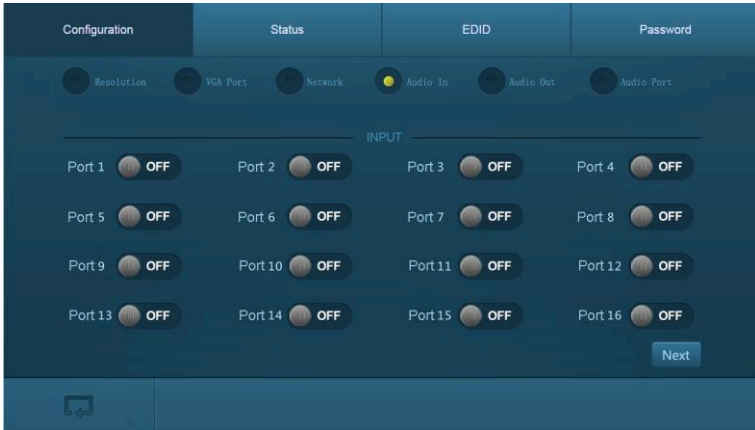 Configuration Status EDID Password
Resolution VGA Port Network Audio In Audio Out Audio Port
INPUT
Port 1 OFF Port 2 OFF Port 3 OFF Port 4 OFF
Port 5 OFF Port 6 OFF Port 7 OFF Port 8 OFF
Port 9 OFF Port 10 OFF Port 11 OFF Port 12 OFF
Port 13 OFF Port 14 OFF Port 15 OFF Port 16 OFF
Next